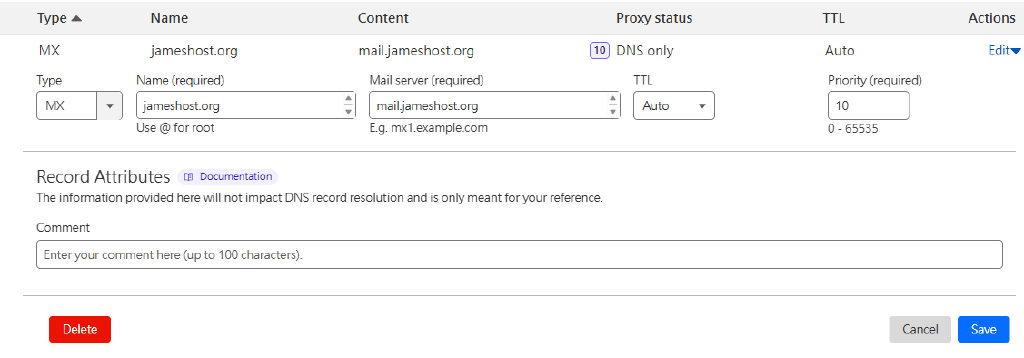 Type Name Content Proxy status TTL Actions
MX jameshost.org mail.jameshost.org 10 DNS only Auto Edit
Type Name (required) Mail server (required) TTL Priority (required)
MX jameshost.org mail.jameshost.org Auto 10
Use @ for root E.g. mx1.example.com 0 - 65535
Record Attributes Documentation
The information provided here will not impact DNS record resolution and is only meant for your reference.
Comment
Enter your comment here (up to 100 characters).
Delete Cancel Save